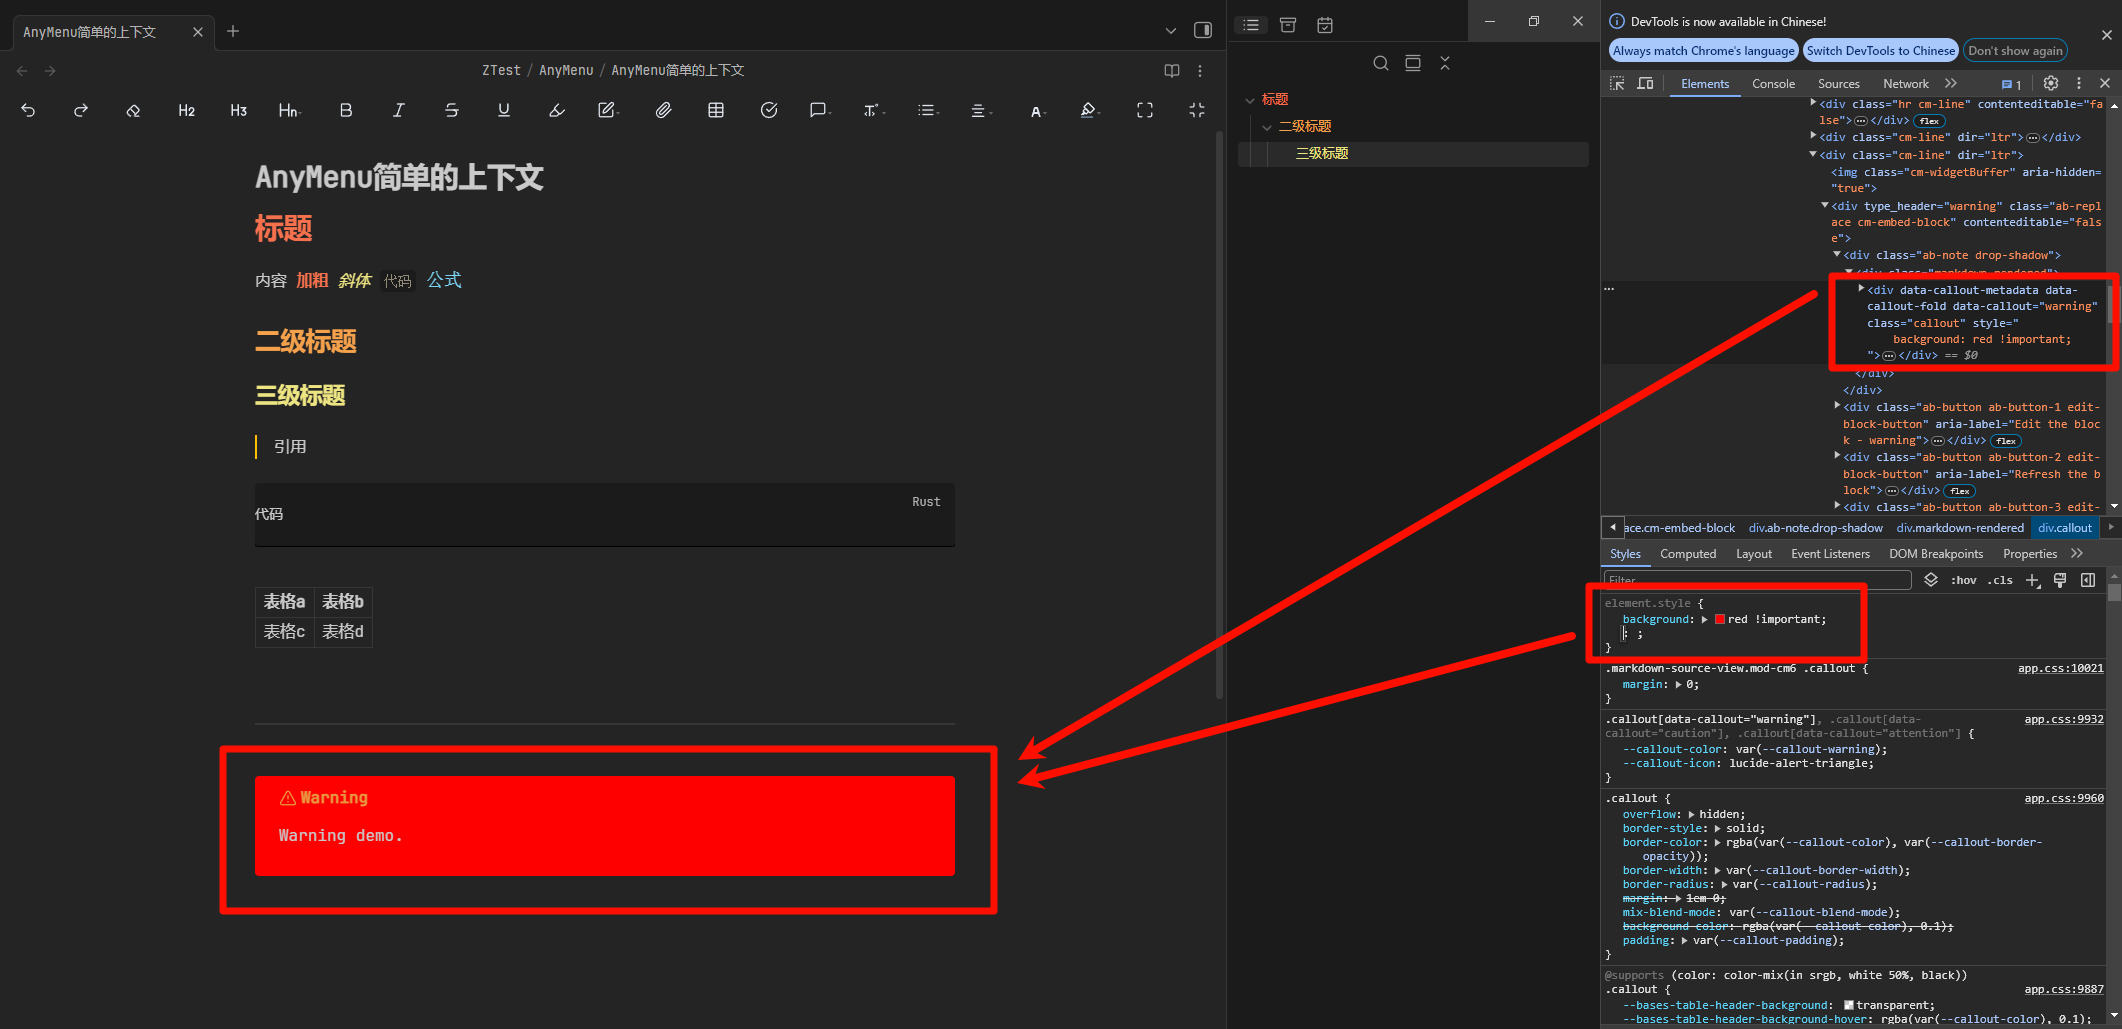 AnyMenu简单的上下文
ZTest / AnyMenu / AnyMenu简单的上下文
H2 H3 Hn B I S U A
AnyMenu简单的上下文
标题
内容 加粗 斜体 代码 公式
二级标题
三级标题
引用
Rust
代码
表格a 表格b
表格c 表格d
Warning
Warning demo.
标题
二级标题
三级标题
DevTools is now available in Chinese!
Always match Chrome's language Switch DevTools to Chinese Don't show again
Elements Console Sources Network 1
<div class="hr cm-line" contenteditable="fa
lse">…</div> flex
<div class="cm-line" dir="ltr">…</div>
<div class="cm-line" dir="ltr">
<img class="cm-widgetBuffer" aria-hidden=
"true">
<div type_header="warning" class="ab-repl
ace cm-embed-block" contenteditable="fals
e">
<div class="ab-note drop-shadow">
<div class="markdown-rendered">
<div data-callout-metadata data-
callout-fold data-callout="warning"
class="callout" style="
background: red !important;
">…</div> == $0
</div>
</div>
<div class="ab-button ab-button-1 edit-
block-button" aria-label="Edit the bloc
k - warning">…</div> flex
<div class="ab-button ab-button-2 edit-
block-button" aria-label="Refresh the b
lock">…</div> flex
<div class="ab-button ab-button-3 edit-
ace.cm-embed-block div.ab-note.drop-shadow div.markdown-rendered div.callout
Styles Computed Layout Event Listeners DOM Breakpoints Properties
Filter :hov .cls
element.style {
background: red !important;
: ;
}
.markdown-source-view.mod-cm6 .callout { app.css:10021
margin: 0;
}
.callout[data-callout="warning"], .callout[data- app.css:9932
callout="caution"], .callout[data-callout="attention"] {
--callout-color: var(--callout-warning);
--callout-icon: lucide-alert-triangle;
}
.callout { app.css:9960
overflow: hidden;
border-style: solid;
border-color: rgba(var(--callout-color), var(--callout-border-
opacity));
border-width: var(--callout-border-width);
border-radius: var(--callout-radius);
margin: 1em 0;
mix-blend-mode: var(--callout-blend-mode);
background-color: rgba(var(--callout-color), 0.1);
padding: var(--callout-padding);
}
@supports (color: color-mix(in srgb, white 50%, black))
.callout { app.css:9887
--bases-table-header-background: transparent;
--bases-table-header-background-hover: rgba(var(--callout-color), 0.1);